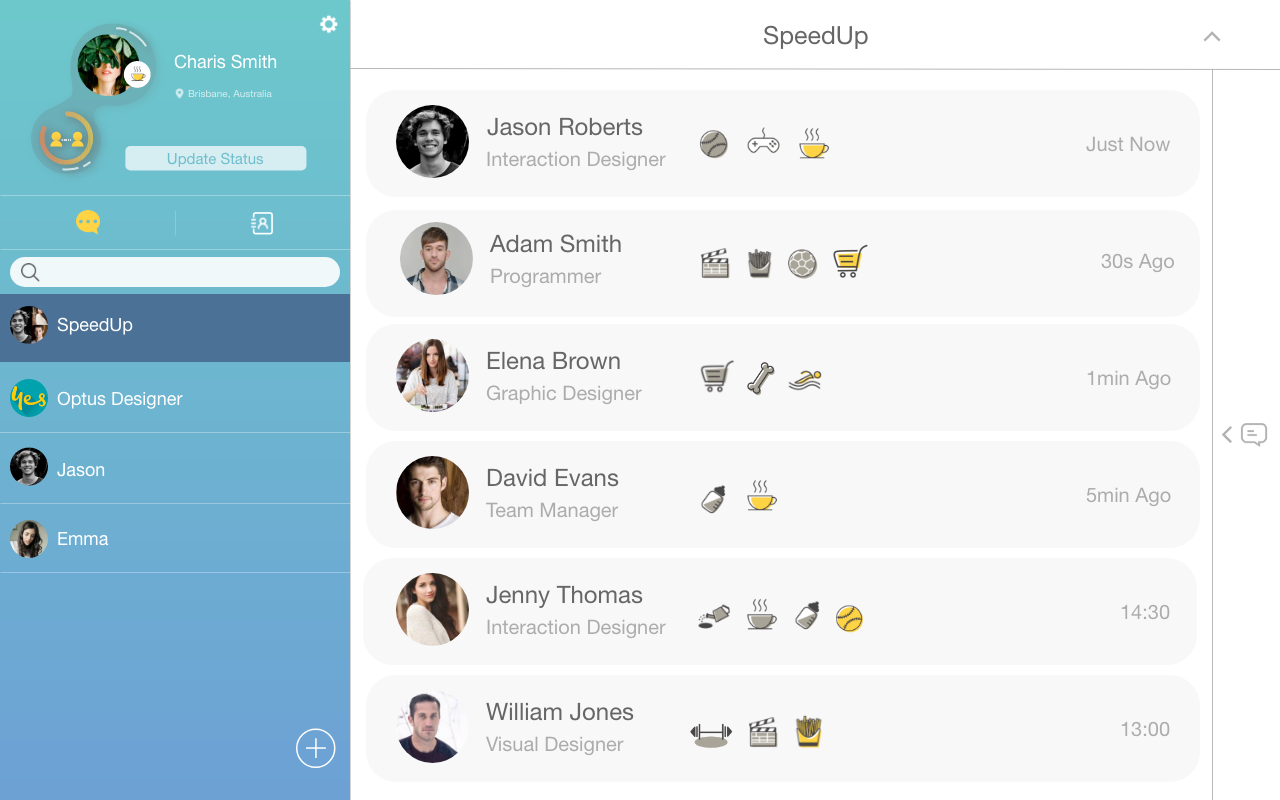 Charis Smith
Brisbane, Australia
Update Status
SpeedUp
yes
Optus Designer
Jason
Emma
SpeedUp
Jason Roberts
Interaction Designer
Just Now
Adam Smith
Programmer
30s Ago
Elena Brown
Graphic Designer
1min Ago
David Evans
Team Manager
5min Ago
Jenny Thomas
Interaction Designer
14:30
William Jones
Visual Designer
13:00